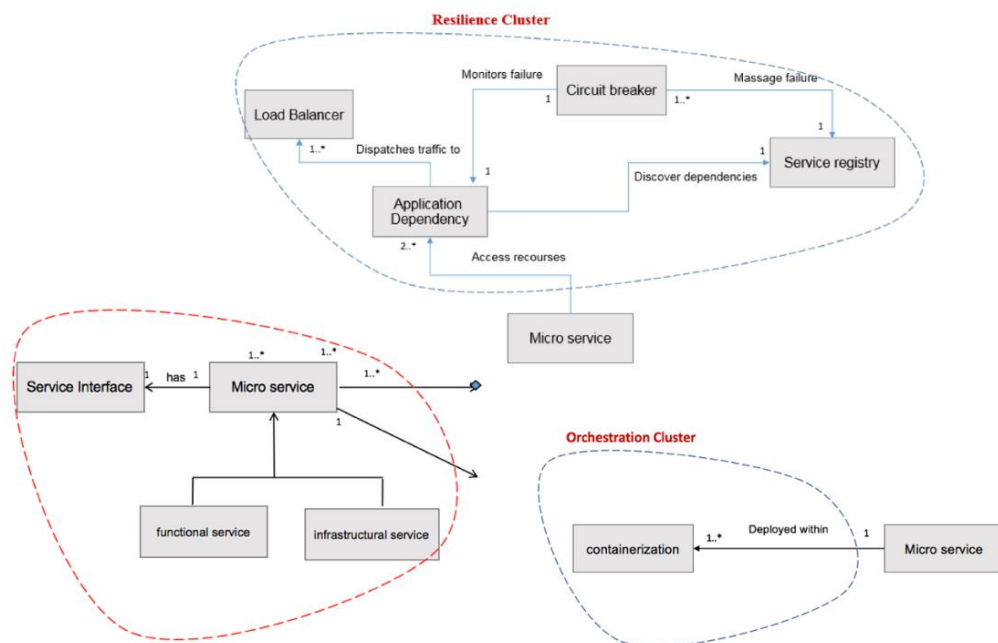 Resilience Cluster
Monitors failure
Circuit breaker
Massage failure
1
1..*
Load Balancer
1..*
Dispatches traffic to
1
1
Service registry
1
Discover dependencies
Application
Dependency
2..*
Access recourses
Micro service
1..*
1..*
Service Interface
1
has
1
Micro service
1..*
1
functional service
infrastructural service
Orchestration Cluster
containerization
1..*
Deployed within
1
Micro service